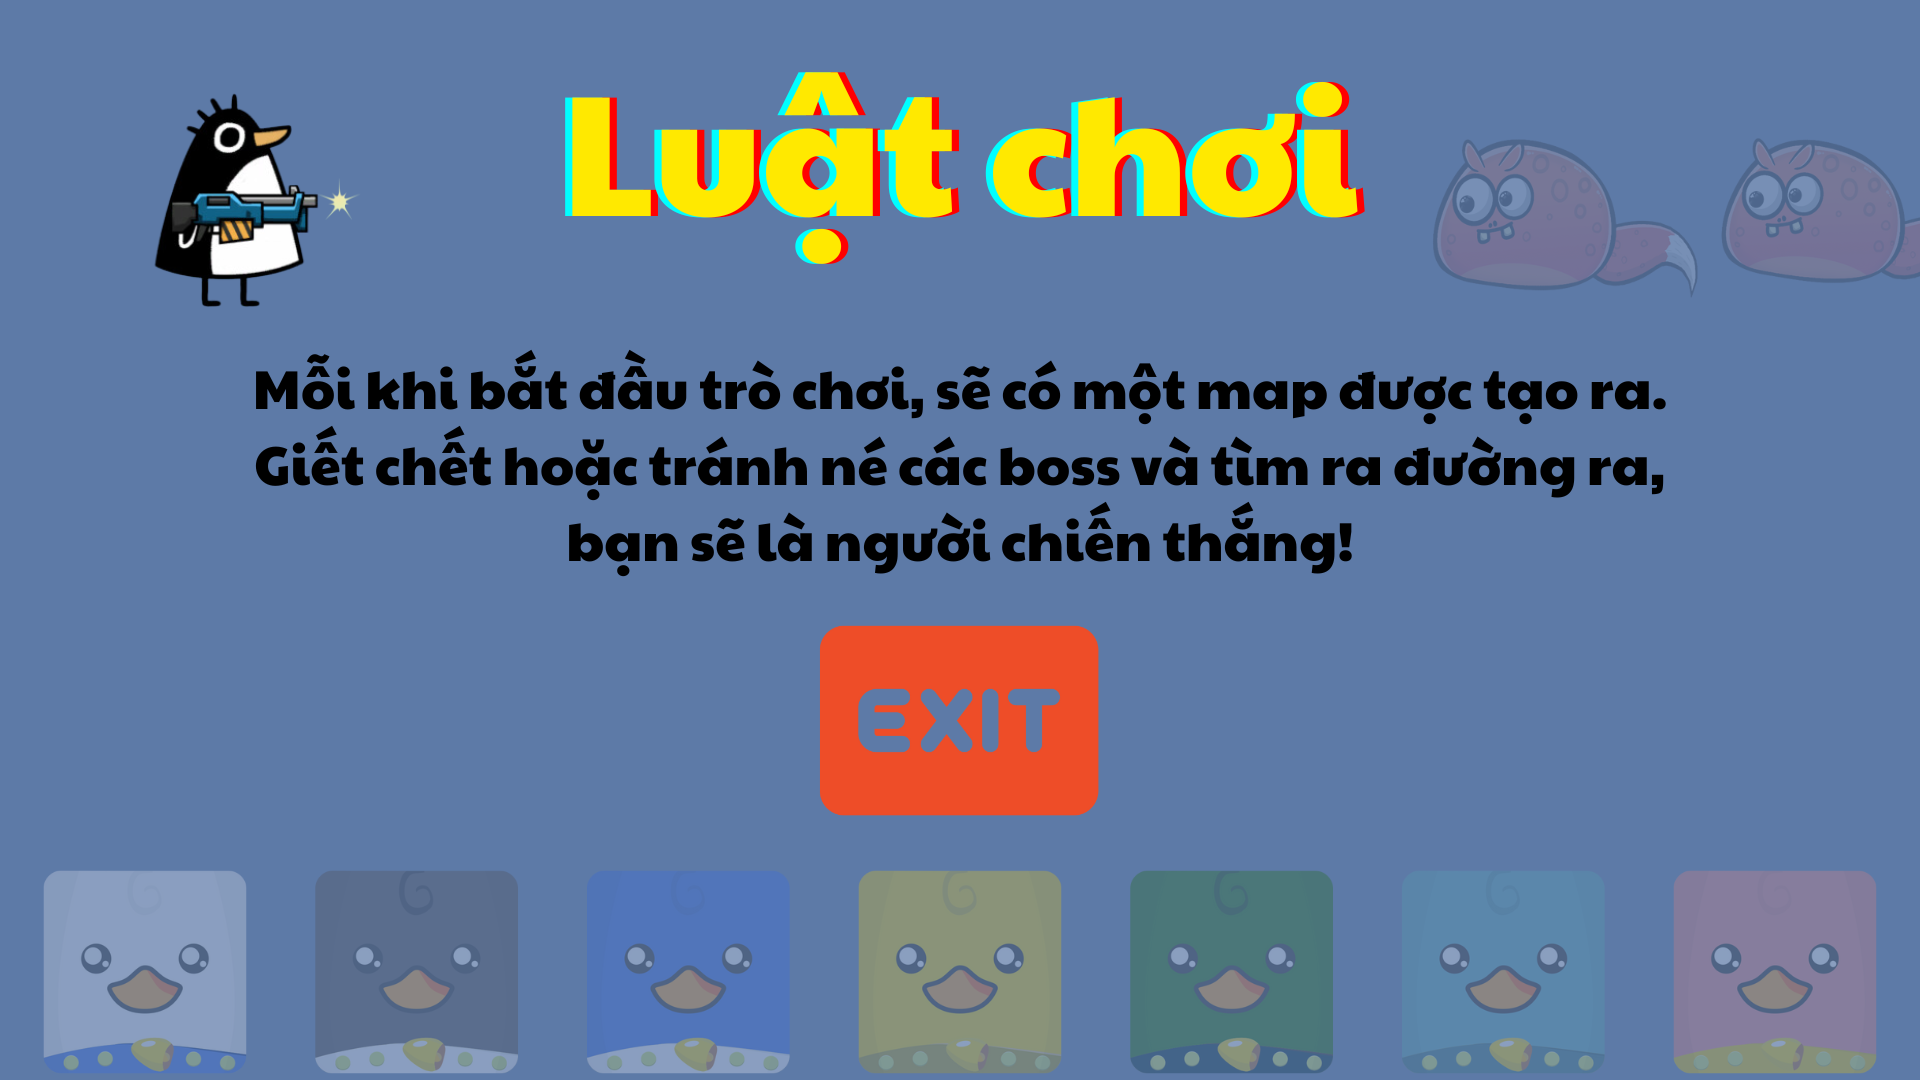 Luật chơi
Mỗi khi bắt đầu trò chơi, sẽ có một map được tạo ra.
Giết chết hoặc tránh né các boss và tìm ra đường ra,
bạn sẽ là người chiến thắng!
EXIT